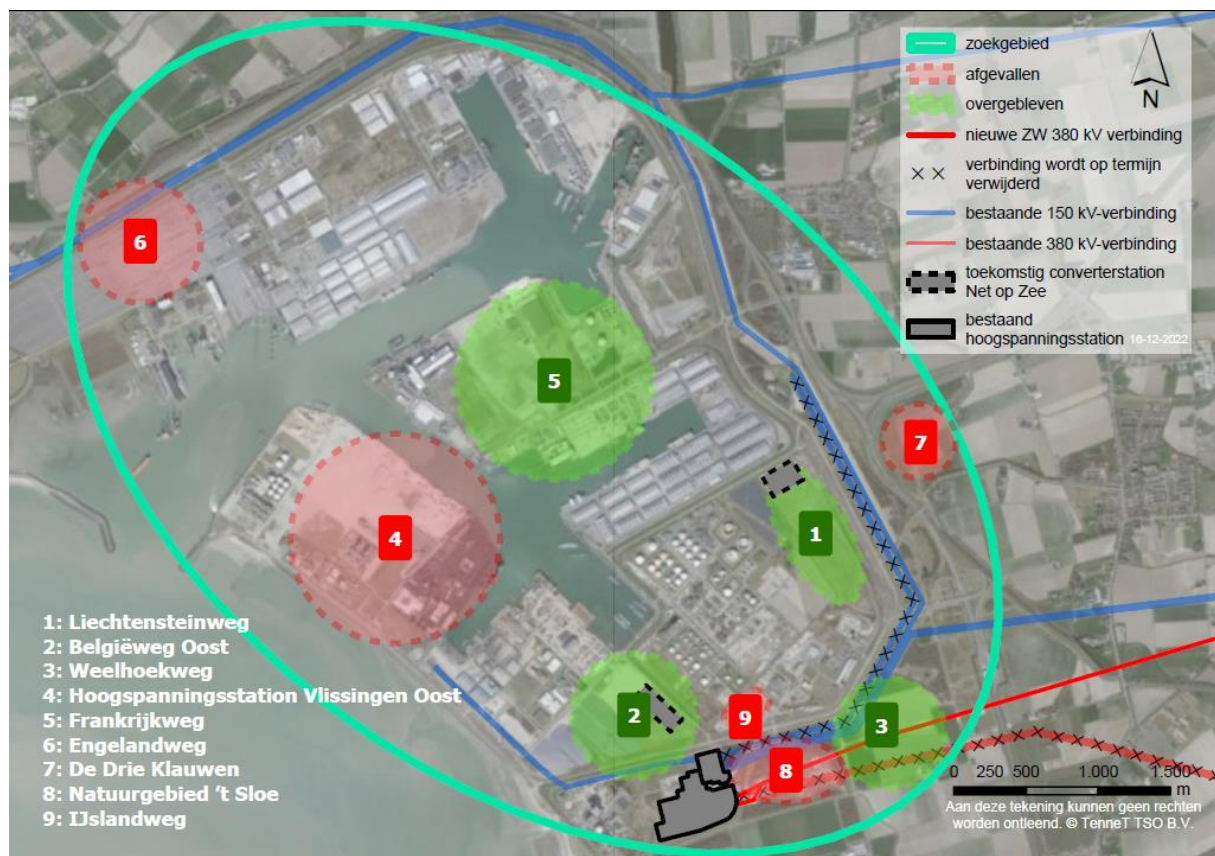 zoekgebied
afgevallen
overgebleven
nieuwe ZW 380 kV verbinding
verbinding wordt op termijn
verwijderd
bestaande 150 kV-verbinding
bestaande 380 kV-verbinding
toekomstig converterstation
Net op Zee
bestaand
hoogspanningsstation 16-12-2022
N
6
5
7
4
1
2
9
3
8
1: Liechtensteinweg
2: Belgiëweg Oost
3: Weelhoekweg
4: Hoogspanningsstation Vlissingen Oost
5: Frankrijkweg
6: Engelandweg
7: De Drie Klauwen
8: Natuurgebied ‘t Sloe
9: IJslandweg
0 250 500 1.000 1.500
m
Aan deze tekening kunnen geen rechten
worden ontleend. © TenneT TSO B.V.